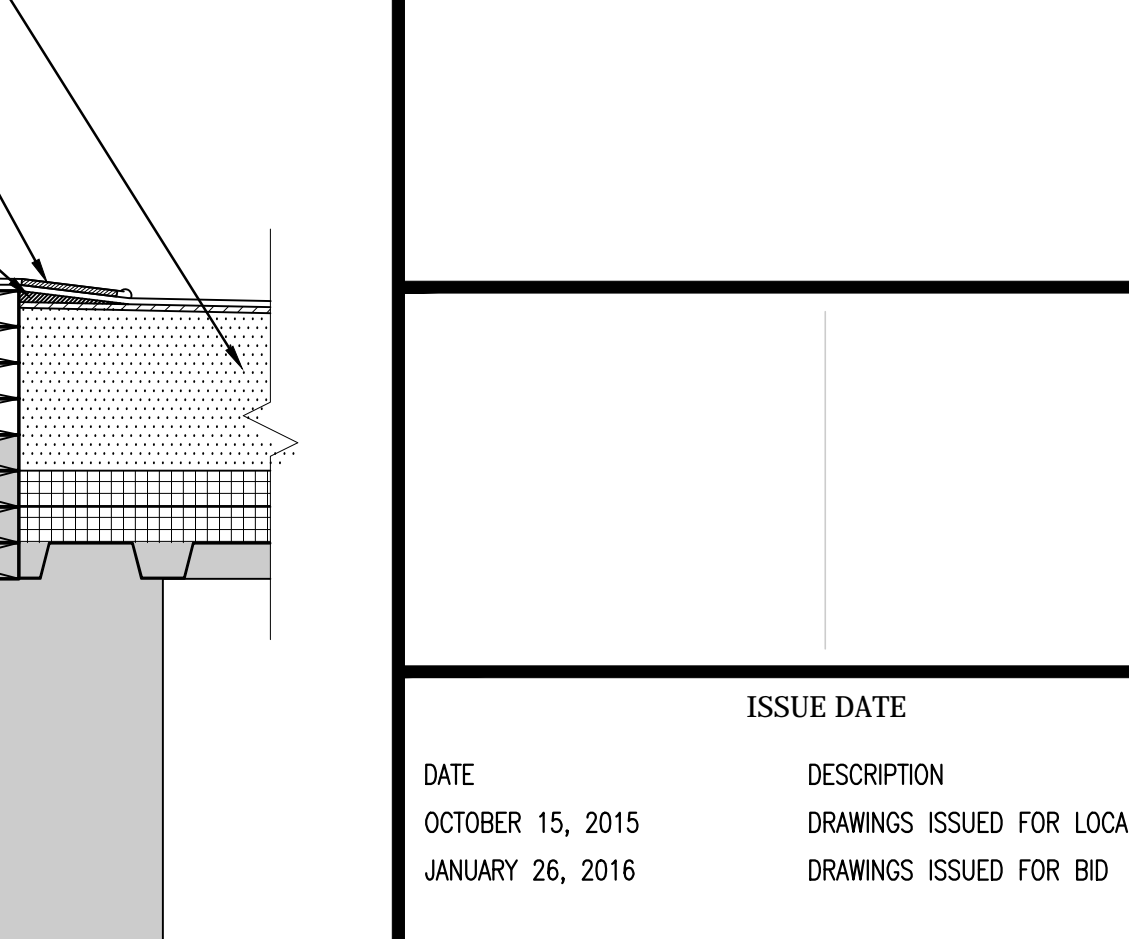 ISSUE DATE
DATE DESCRIPTION
OCTOBER 15, 2015 DRAWINGS ISSUED FOR LOCA
JANUARY 26, 2016 DRAWINGS ISSUED FOR BID